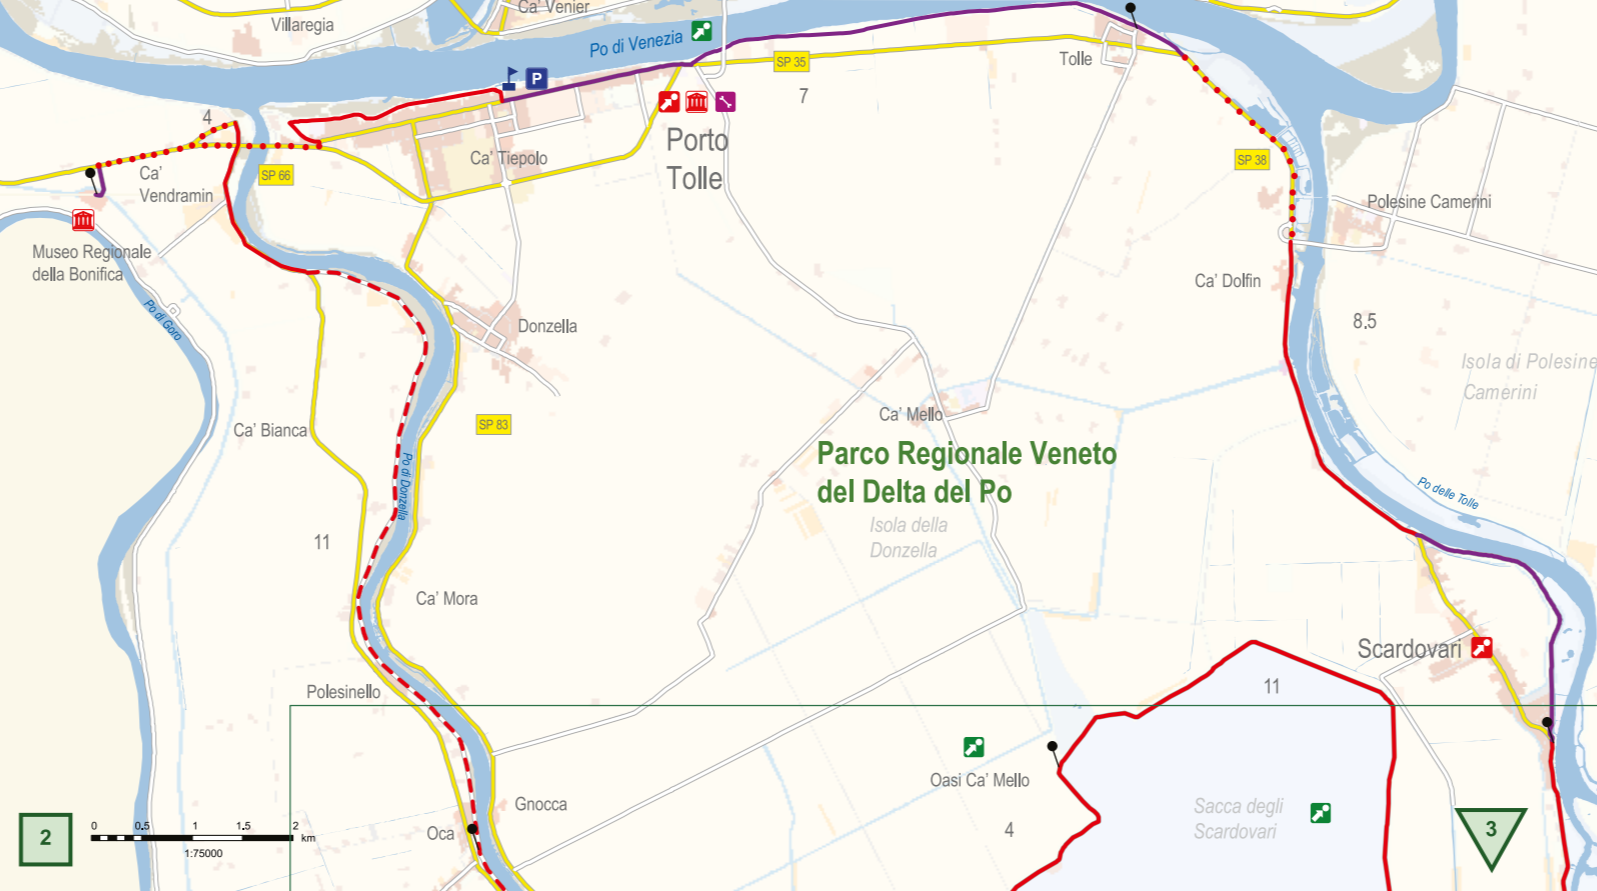 Ca' Venier
Villaregia
Po di Venezia
P
Tolle
SP 35
7
4
Porto
Tolle
Ca' Tiepolo
SP 38
SP 66
Ca'
Vendramin
Polesine Camerini
Museo Regionale
della Bonifica
Ca' Dolfin
Po di Goro
Donzella
8.5
Isola di Polesine
Camerini
Ca' Mello
SP 83
Ca' Bianca
Parco Regionale Veneto
del Delta del Po
Po di Donzella
Po delle Tolle
Isola della
Donzella
11
Ca' Mora
Scardovari
Polesinello
11
Oasi Ca' Mello
Gnocca
Sacca degli
Scardovari
Oca
4
2
0 0.5 1 1.5 2
km
1:75000
3